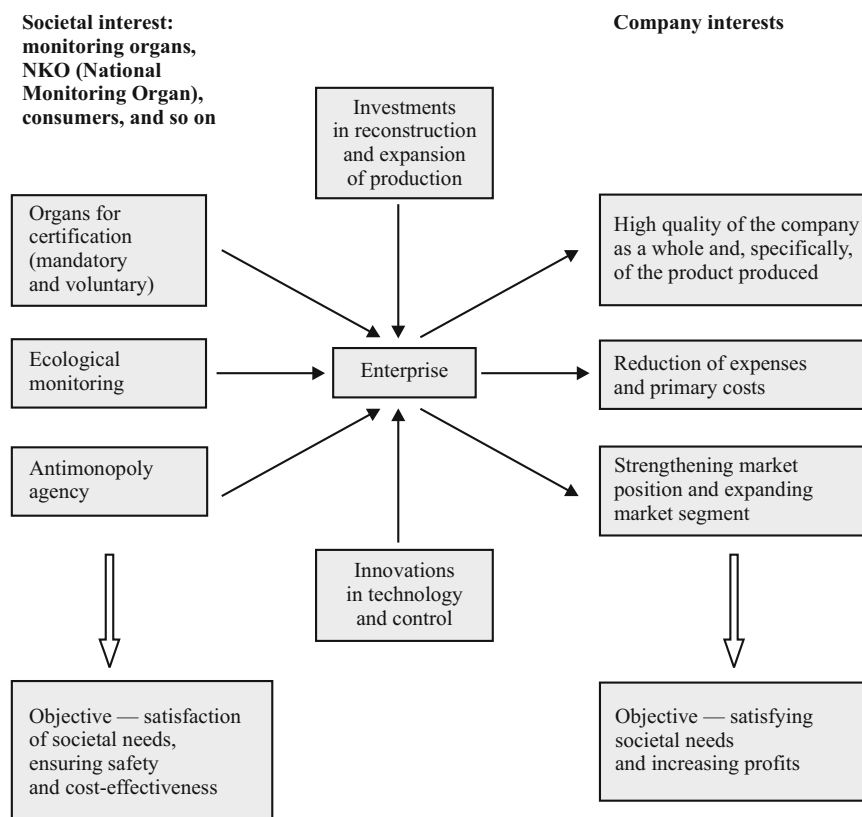 Societal interest:
monitoring organs,
NKO (National
Monitoring Organ),
consumers, and so on
Company interests
Investments
in reconstruction
and expansion
of production
Organs for
certification
(mandatory
and voluntary)
High quality of the company
as a whole and, specifically,
of the product produced
Ecological
monitoring
Enterprise
Reduction of expenses
and primary costs
Antimonopoly
agency
Strengthening market
position and expanding
market segment
Innovations
in technology
and control
Objective — satisfaction
of societal needs,
ensuring safety
and cost-effectiveness
Objective — satisfying
societal needs
and increasing profits